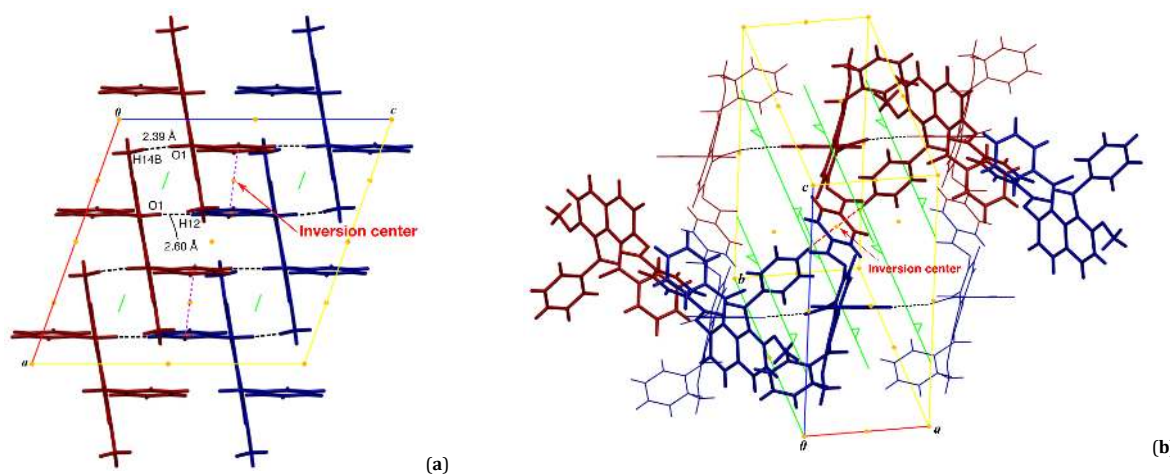 0
c
2.39 Å
H14B
O1
O1
H12
2.60 Å
Inversion center
a
(a)
c
b
Inversion center
0
a
(b